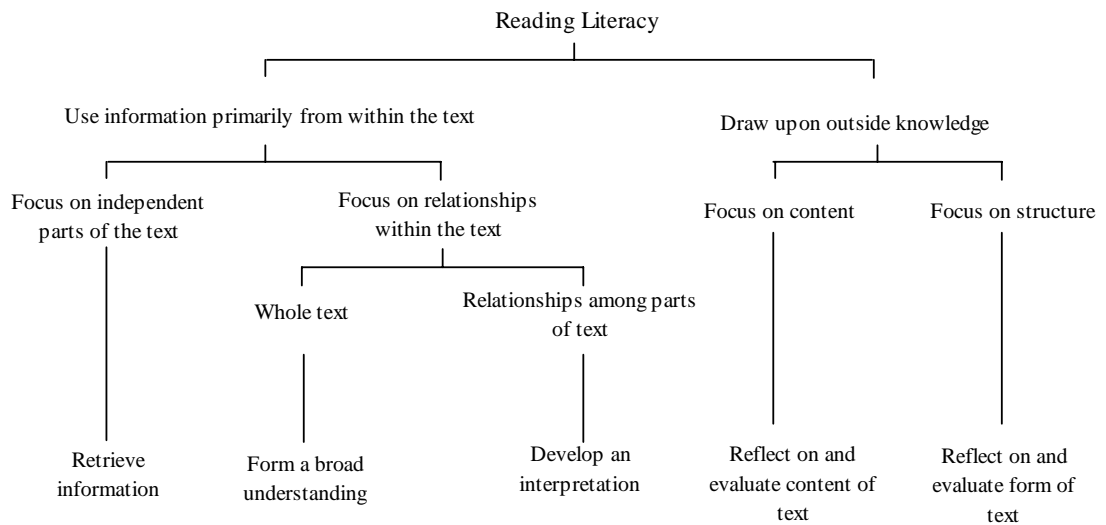 Reading Literacy
Use information primarily from within the text
Draw upon outside knowledge
Focus on independent
parts of the text
Focus on relationships
within the text
Focus on content
Focus on structure
Whole text
Relationships among parts
of text
Retrieve
information
Form a broad
understanding
Develop an
interpretation
Reflect on and
evaluate content of
text
Reflect on and
evaluate form of
text